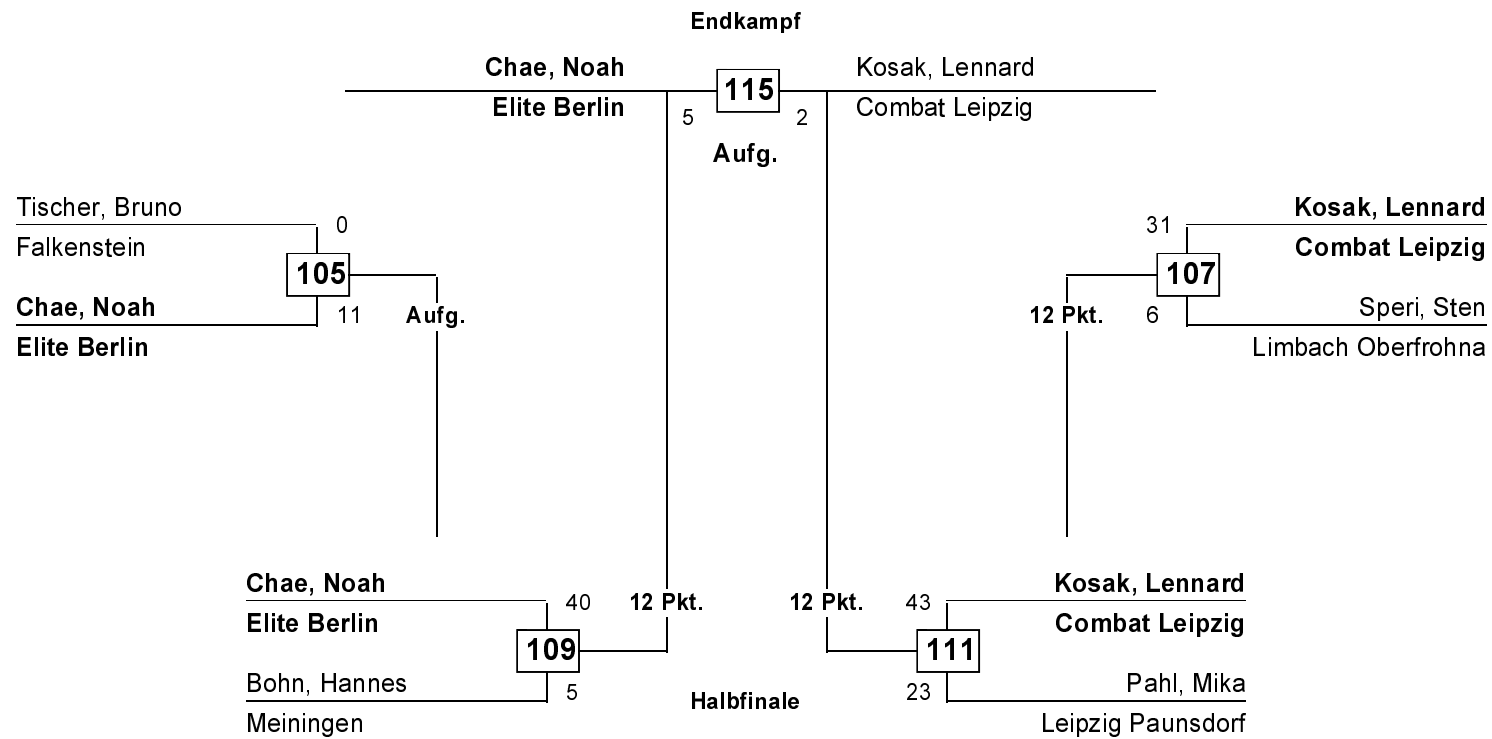 Endkampf
Chae, Noah
Elite Berlin
5
115
2
Aufg.
Kosak, Lennard
Combat Leipzig
Tischer, Bruno
Falkenstein
0
105
Chae, Noah
Elite Berlin
11
Aufg.
Kosak, Lennard
Combat Leipzig
31
107
12 Pkt.
6
Speri, Sten
Limbach Oberfrohna
Chae, Noah
Elite Berlin
40
109
12 Pkt.
Bohn, Hannes
Meiningen
5
Halbfinale
12 Pkt.
43
Kosak, Lennard
Combat Leipzig
111
23
Pahl, Mika
Leipzig Paunsdorf